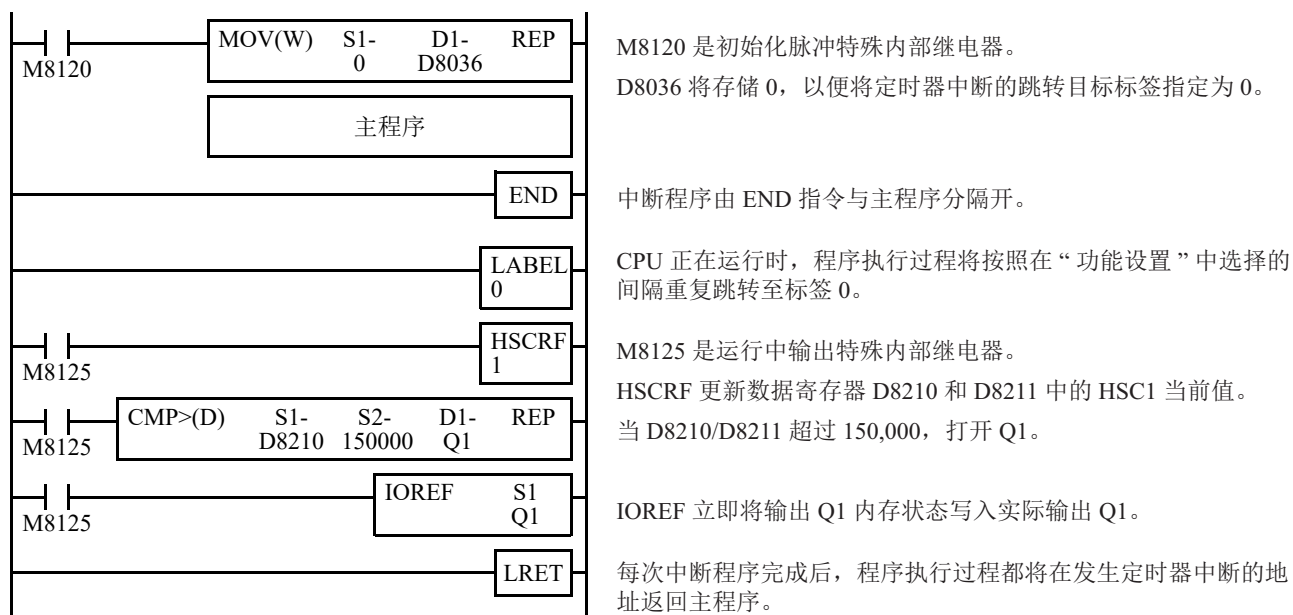 MOV(W) S1- D1- REP
0 D8036
M8120
M8120 是初始化脉冲特殊内部继电器。
D8036 将存储 0，以便将定时器中断的跳转目标标签指定为 0。
主程序
END
中断程序由 END 指令与主程序分隔开。
LABEL
0
CPU 正在运行时，程序执行过程将按照在“ 功能设置 ” 中选择的
间隔重复跳转至标签 0。
HSCRF
1
M8125
M8125 是运行中输出特殊内部继电器。
HSCRF 更新数据寄存器 D8210 和 D8211 中的 HSC1 当前值。
CMP>(D) S1- S2- D1- REP
D8210 150000 Q1
M8125
当 D8210/D8211 超过 150,000，打开 Q1。
IOREF S1
Q1
M8125
IOREF 立即将输出 Q1 内存状态写入实际输出 Q1。
LRET
每次中断程序完成后，程序执行过程都将在发生定时器中断的地
址返回主程序。